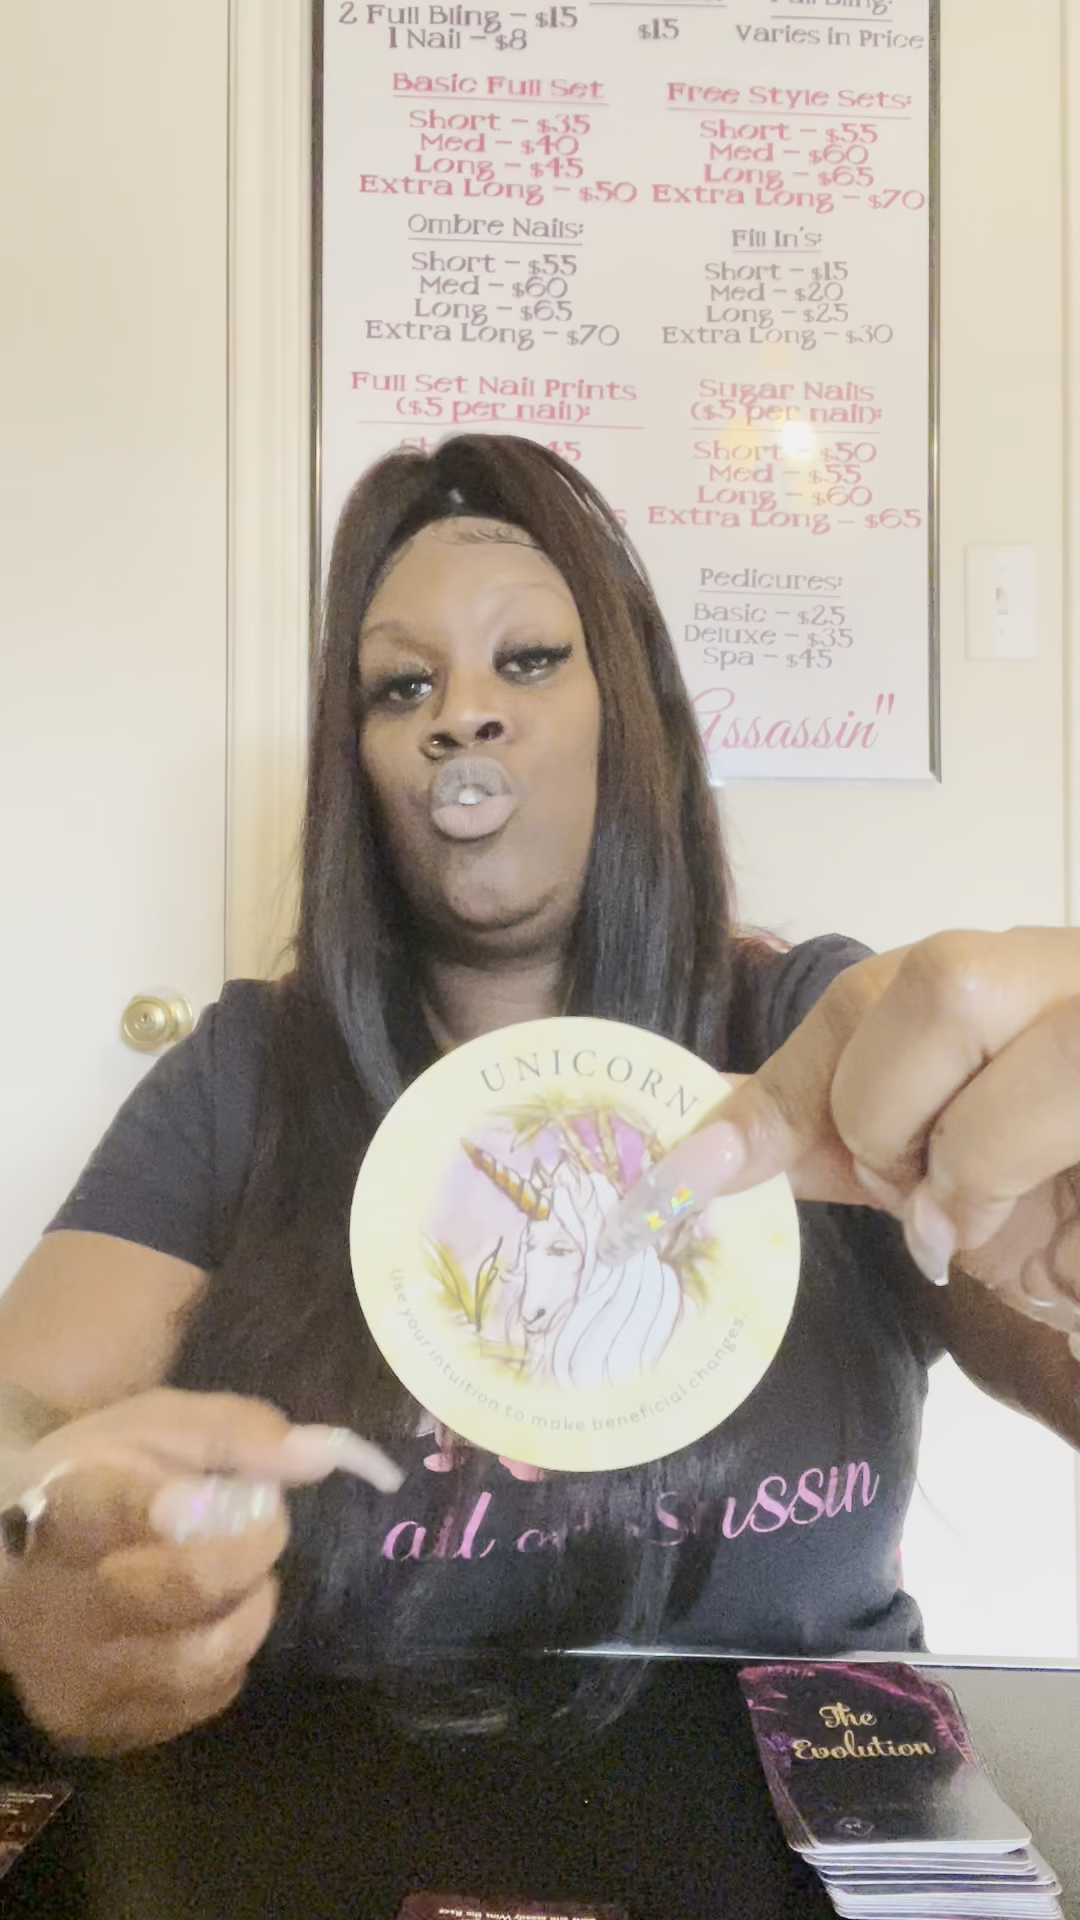 2 Full Bling - $15
1 Nail - $8
$15
Varies in Price
Basic Full Set
Short - $35
Med - $40
Long - $45
Extra Long - $50
Free Style Sets:
Short - $55
Med - $60
Long - $65
Extra Long - $70
Ombre Nails:
Short - $55
Med - $60
Long - $65
Extra Long - $70
Fill In's:
Short - $15
Med - $20
Long - $25
Extra Long - $30
Full Set Nail Prints
($5 per nail):
Sugar Nails
($5 per nail):
Short - $50
Med - $55
Long - $60
Extra Long - $65
Pedicures:
Basic - $25
Deluxe - $35
Spa - $45
Assassin"
UNICORN
Use your intuition to make beneficial changes.
The
Evolution